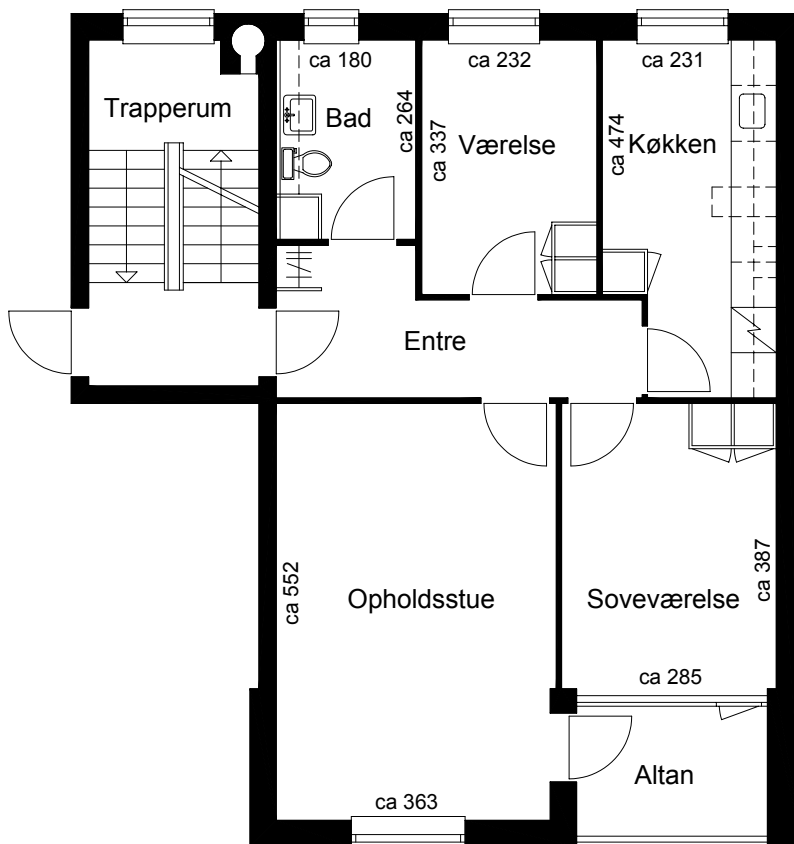 ca 180
ca 232
ca 231
Trapperum
Bad
ca 264
ca 337
Værelse
ca 474
Køkken
Entre
ca 552
Opholdsstue
Soveværelse
ca 387
ca 285
Altan
ca 363